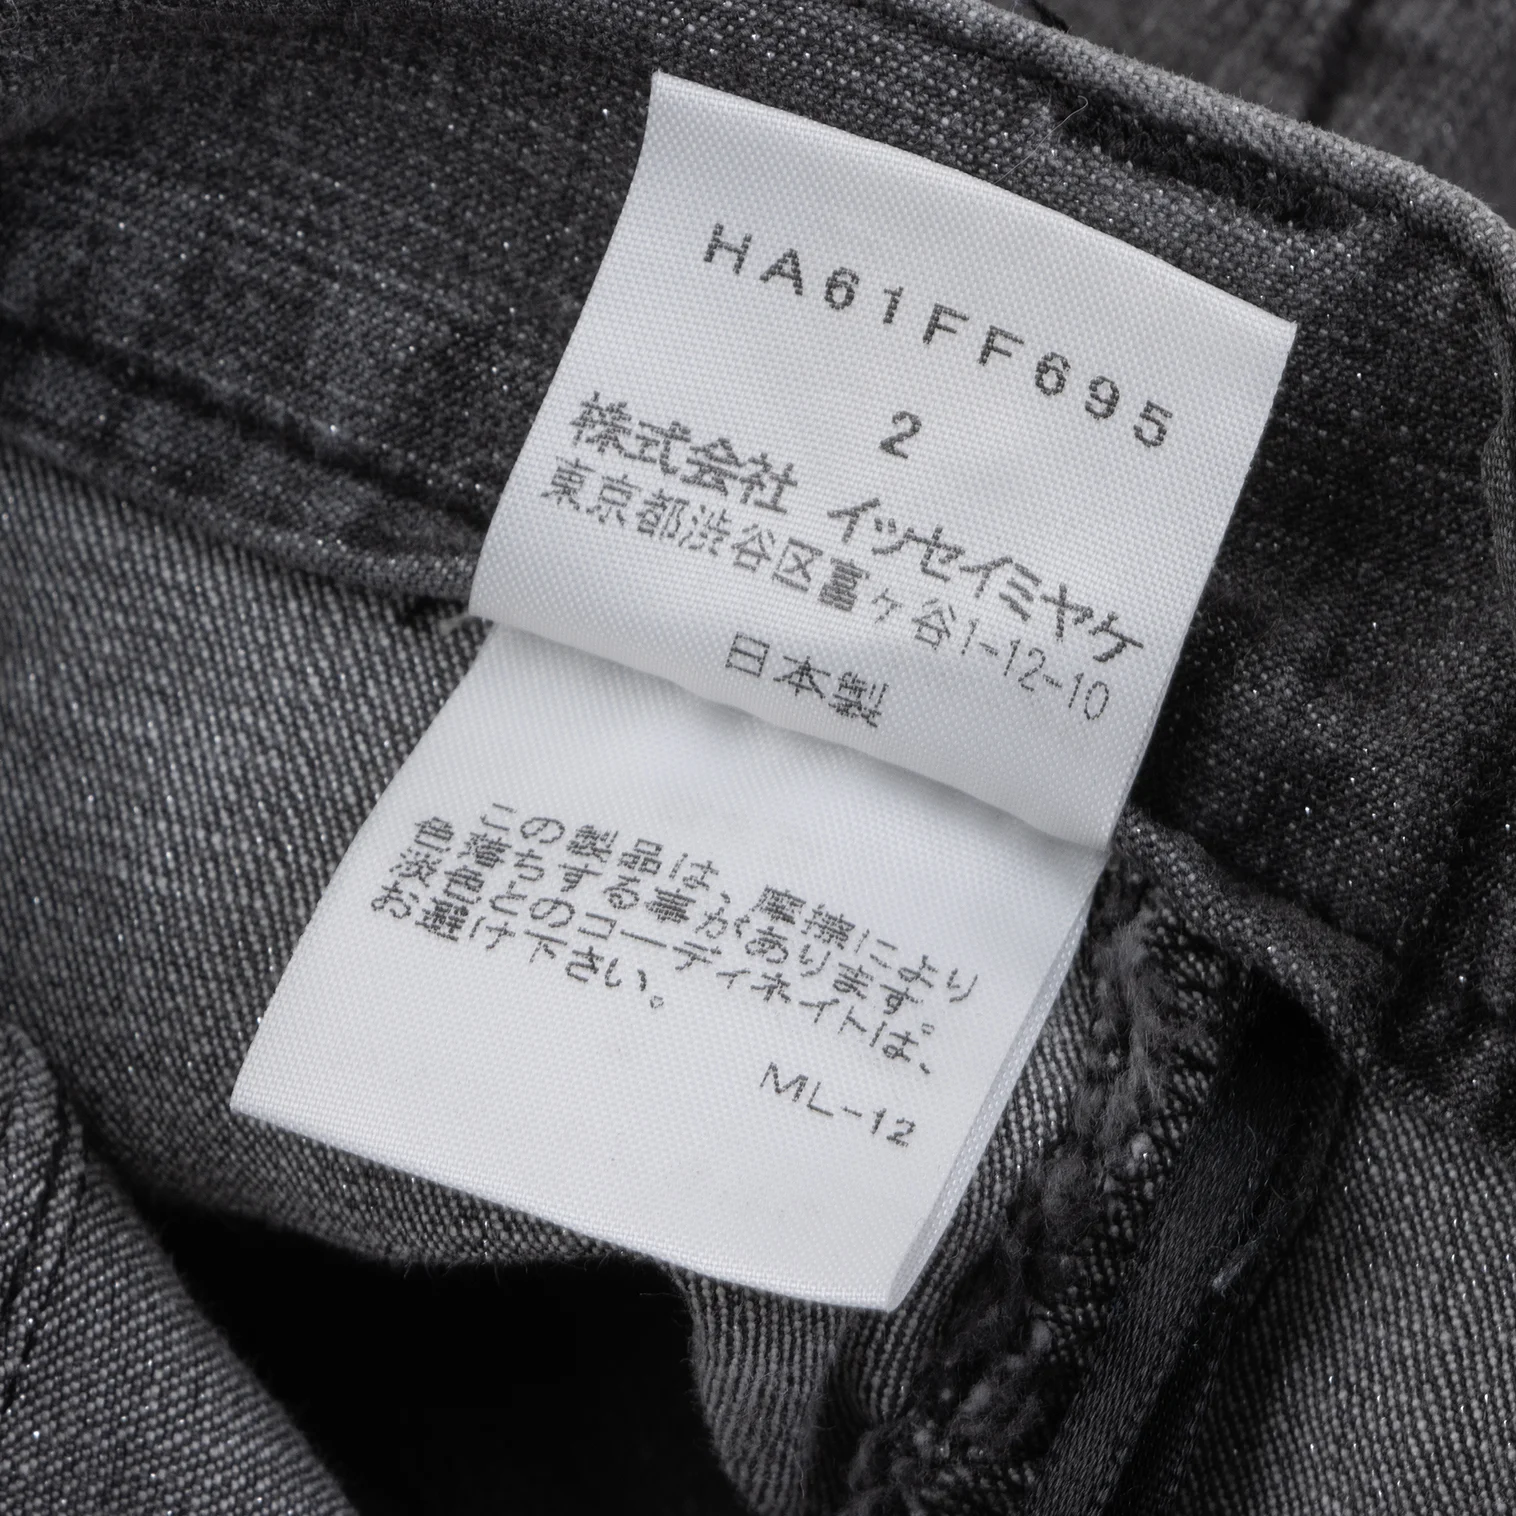 HA61FF695
2
株式会社 イッセイミヤケ
東京都渋谷区富ヶ谷1-12-10
日本製
この製品は、摩擦により
色落ちする事があります。
淡色とのコーディネイトは、
お避け下さい。
ML-12